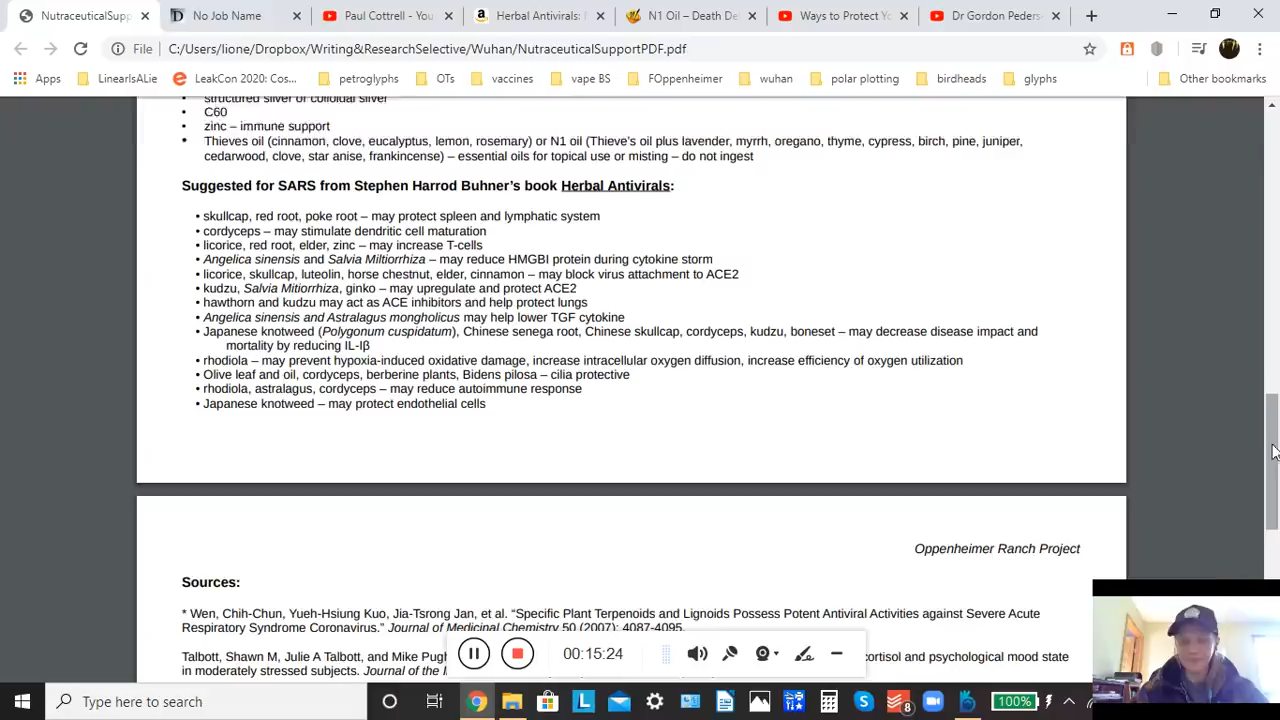 NutraceuticalSupp
No Job Name
Paul Cottrell - You
Herbal Antivirals:
N1 Oil – Death De
Ways to Protect Yo
Dr Gordon Peders
File
C:/Users/lione/Dropbox/Writing&ResearchSelective/Wuhan/NutraceuticalSupportPDF.pdf
Apps
LinearIsALie
LeakCon 2020: Cos...
petroglyphs
OTs
vaccines
vape BS
FOppenheimer
wuhan
polar plotting
birdheads
glyphs
Other bookmarks
• structured silver or colloidal silver
• C60
• zinc – immune support
• Thieves oil (cinnamon, clove, eucalyptus, lemon, rosemary) or N1 oil (Thieve's oil plus lavender, myrrh, oregano, thyme, cypress, birch, pine, juniper,
cedarwood, clove, star anise, frankincense) – essential oils for topical use or misting – do not ingest
Suggested for SARS from Stephen Harrod Buhner's book Herbal Antivirals:
• skullcap, red root, poke root – may protect spleen and lymphatic system
• cordyceps – may stimulate dendritic cell maturation
• licorice, red root, elder, zinc – may increase T-cells
• Angelica sinensis and Salvia Miltiorrhiza – may reduce HMGBI protein during cytokine storm
• licorice, skullcap, luteolin, horse chestnut, elder, cinnamon – may block virus attachment to ACE2
• kudzu, Salvia Mitiorrhiza, ginko – may upregulate and protect ACE2
• hawthorn and kudzu may act as ACE inhibitors and help protect lungs
• Angelica sinensis and Astralagus mongholicus may help lower TGF cytokine
• Japanese knotweed (Polygonum cuspidatum), Chinese senega root, Chinese skullcap, cordyceps, kudzu, boneset – may decrease disease impact and
mortality by reducing IL-Iβ
• rhodiola – may prevent hypoxia-induced oxidative damage, increase intracellular oxygen diffusion, increase efficiency of oxygen utilization
• Olive leaf and oil, cordyceps, berberine plants, Bidens pilosa – cilia protective
• rhodiola, astralagus, cordyceps – may reduce autoimmune response
• Japanese knotweed – may protect endothelial cells
Oppenheimer Ranch Project
Sources:
* Wen, Chih-Chun, Yueh-Hsiung Kuo, Jia-Tsrong Jan, et al. "Specific Plant Terpenoids and Lignoids Possess Potent Antiviral Activities against Severe Acute
Respiratory Syndrome Coronavirus." Journal of Medicinal Chemistry 50 (2007): 4087-4095.
Talbott, Shawn M, Julie A Talbott, and Mike Pugh cortisol and psychological mood state
in moderately stressed subjects. Journal of the I
00:15:24
Type here to search
8
100%